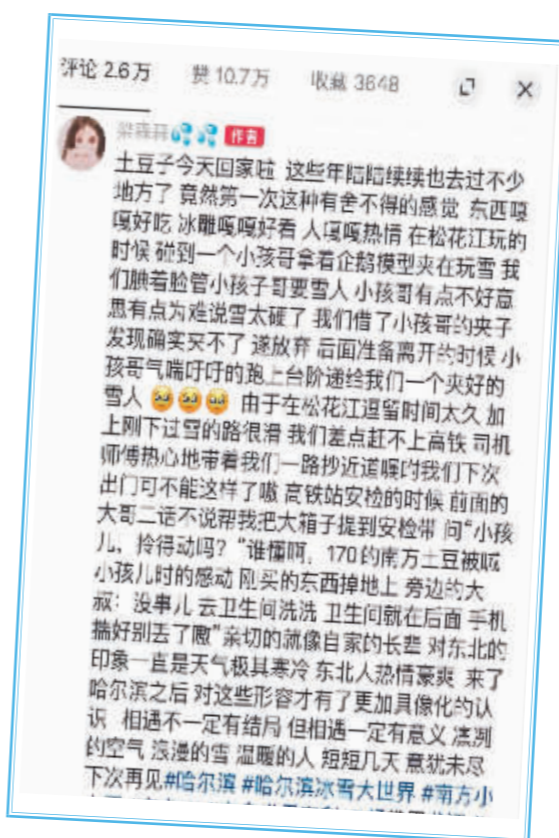 评论 2.6万 赞 10.7万 收藏 3648
作者
土豆子今天回家啦 这些年陆陆续续也去过不少
地方了 竟然第一次这种有舍不得的感觉 东西嘎
嘎好吃 冰雕嘎嘎好看 人嘎嘎热情 在松花江玩的
时候 碰到一个小孩哥拿着企鹅模型夹在玩雪 我
们腆着脸管小孩子哥要雪人 小孩哥有点不好意
思有点为难说雪太硬了 我们借了小孩哥的夹子
发现确实夹不了 遂放弃 后面准备离开的时候 小
孩哥气喘吁吁的跑上台阶递给我们一个夹好的
雪人 由于在松花江逗留时间太久 加
上刚下过雪的路很滑 我们差点赶不上高铁 司机
师傅热心地带着我们一路抄近道 我们下次
出门可不能这样了嗷 高铁站安检的时候 前面的
大哥二话不说帮我把大箱子提到安检带 问“小孩
儿，拎得动吗？“谁懂啊，170的南方土豆被喊
小孩儿时的感动 刚买的东西掉地上 旁边的大
叔：没事儿 去卫生间洗洗 卫生间就在后面 手机
揣好别丢了嗷”亲切的就像自家的长辈 对东北的
印象一直是天气极其寒冷 东北人热情豪爽 来了
哈尔滨之后 对这些形容才有了更加具像化的认
识 相遇不一定有结局 但相遇一定有意义 凛冽
的空气 浪漫的雪 温暖的人 短短几天 意犹未尽
下次再见#哈尔滨 #哈尔滨冰雪大世界 #南方小